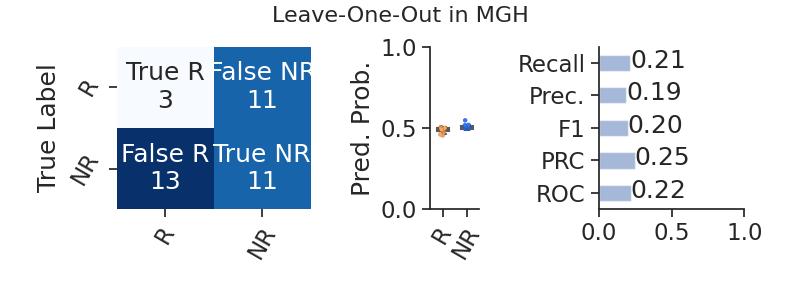 Leave-One-Out in MGH
True Label
R
NR
True R
3
False NR
11
False R
13
True NR
11
R
NR
Pred. Prob.
1.0
0.5
0.0
R
NR
Recall
Prec.
F1
PRC
ROC
0.21
0.19
0.20
0.25
0.22
0.0
0.5
1.0